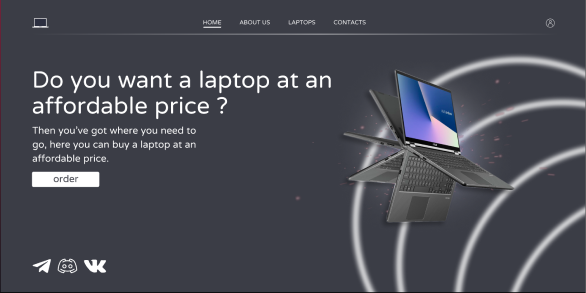 HOME ABOUT US LAPTOPS CONTACTS
Do you want a laptop at an
affordable price ?
Then you've got where you need to
go, here you can buy a laptop at an
affordable price.
order